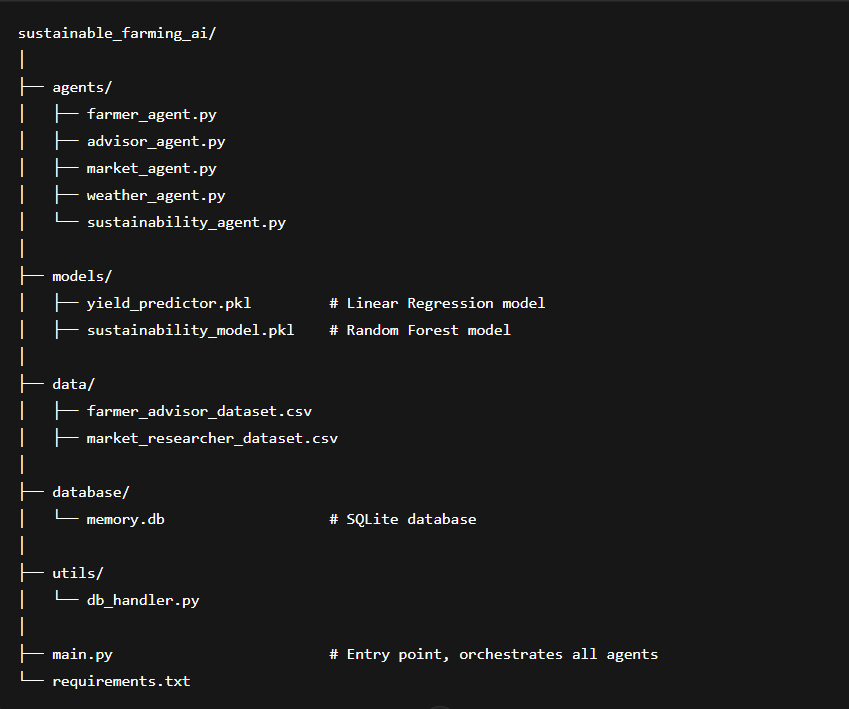 sustainable_farming_ai/
│
├── agents/
│   ├── farmer_agent.py
│   ├── advisor_agent.py
│   ├── market_agent.py
│   ├── weather_agent.py
│   └── sustainability_agent.py
│
├── models/
│   ├── yield_predictor.pkl         # Linear Regression model
│   ├── sustainability_model.pkl    # Random Forest model
│
├── data/
│   ├── farmer_advisor_dataset.csv
│   ├── market_researcher_dataset.csv
│
├── database/
│   └── memory.db                   # SQLite database
│
├── utils/
│   └── db_handler.py
│
├── main.py                         # Entry point, orchestrates all agents
└── requirements.txt